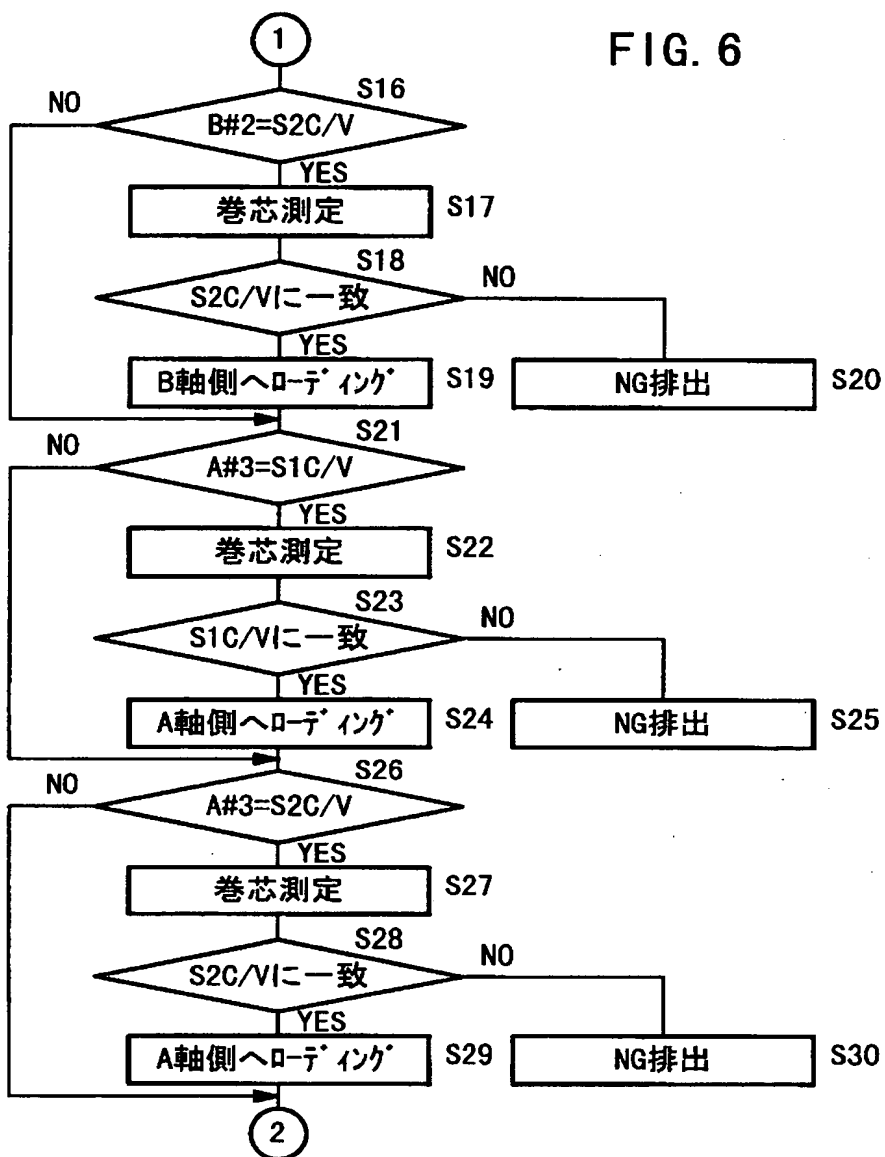 FIG. 6
1
S16
NO
B#2=S2C/V
YES
巻芯測定
S17
S18
NO
S2C/Vに一致
YES
B軸側へﾛｰﾃﾞｨﾝｸﾞ
S19
NG排出
S20
S21
NO
A#3=S1C/V
YES
巻芯測定
S22
S23
NO
S1C/Vに一致
YES
A軸側へﾛｰﾃﾞｨﾝｸﾞ
S24
NG排出
S25
S26
NO
A#3=S2C/V
YES
巻芯測定
S27
S28
NO
S2C/Vに一致
YES
A軸側へﾛｰﾃﾞｨﾝｸﾞ
S29
NG排出
S30
2